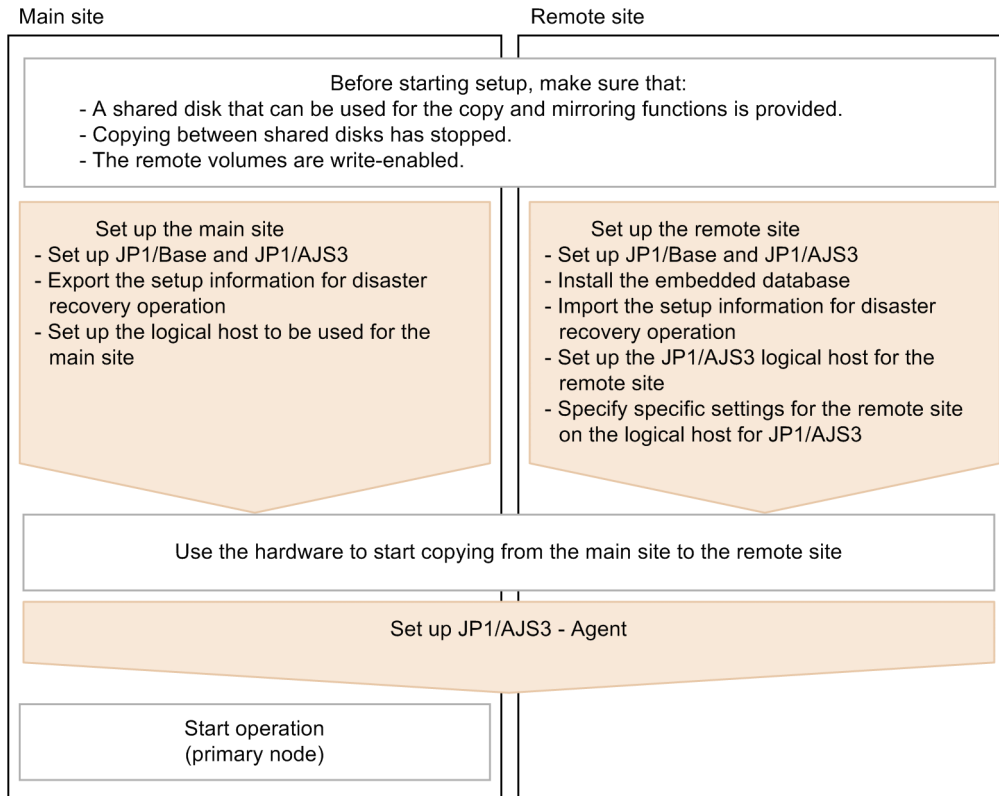 Main site
Remote site
Before starting setup, make sure that:
- A shared disk that can be used for the copy and mirroring functions is provided.
- Copying between shared disks has stopped.
- The remote volumes are write-enabled.
Set up the main site
- Set up JP1/Base and JP1/AJS3
- Export the setup information for disaster
recovery operation
- Set up the logical host to be used for the
main site
Set up the remote site
- Set up JP1/Base and JP1/AJS3
- Install the embedded database
- Import the setup information for disaster
recovery operation
- Set up the JP1/AJS3 logical host for the
remote site
- Specify specific settings for the remote site
on the logical host for JP1/AJS3
Use the hardware to start copying from the main site to the remote site
Set up JP1/AJS3 - Agent
Start operation
(primary node)